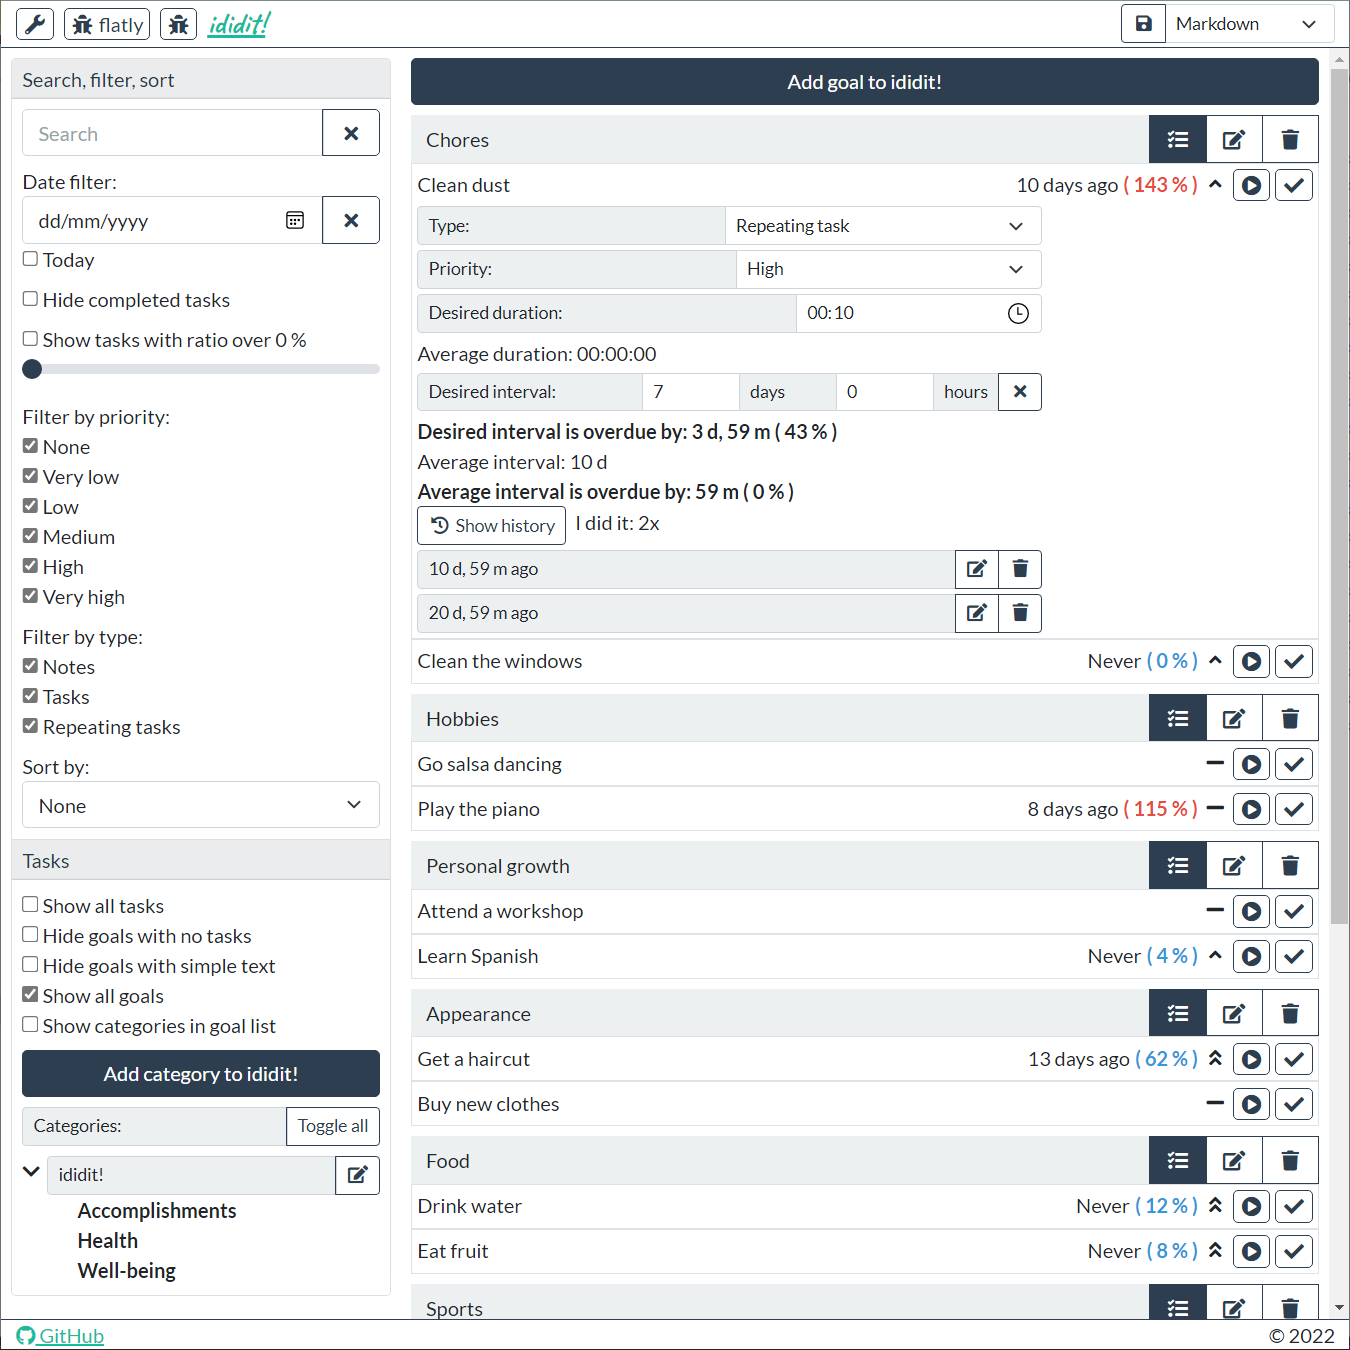 flatly
ididit!
Markdown
Search, filter, sort
Search
Date filter:
dd/mm/yyyy
Today
Hide completed tasks
Show tasks with ratio over 0 %
Filter by priority:
None
Very low
Low
Medium
High
Very high
Filter by type:
Notes
Tasks
Repeating tasks
Sort by:
None
Tasks
Show all tasks
Hide goals with no tasks
Hide goals with simple text
Show all goals
Show categories in goal list
Add category to ididit!
Categories: Toggle all
ididit!
Accomplishments
Health
Well-being
Add goal to ididit!
Chores
Clean dust 10 days ago ( 143 % )
Type: Repeating task
Priority: High
Desired duration: 00:10
Average duration: 00:00:00
Desired interval: 7 days 0 hours
Desired interval is overdue by: 3 d, 59 m ( 43 % )
Average interval: 10 d
Average interval is overdue by: 59 m ( 0 % )
Show history I did it: 2x
10 d, 59 m ago
20 d, 59 m ago
Clean the windows Never ( 0 % )
Hobbies
Go salsa dancing
Play the piano 8 days ago ( 115 % )
Personal growth
Attend a workshop
Learn Spanish Never ( 4 % )
Appearance
Get a haircut 13 days ago ( 62 % )
Buy new clothes
Food
Drink water Never ( 12 % )
Eat fruit Never ( 8 % )
Sports
GitHub
© 2022